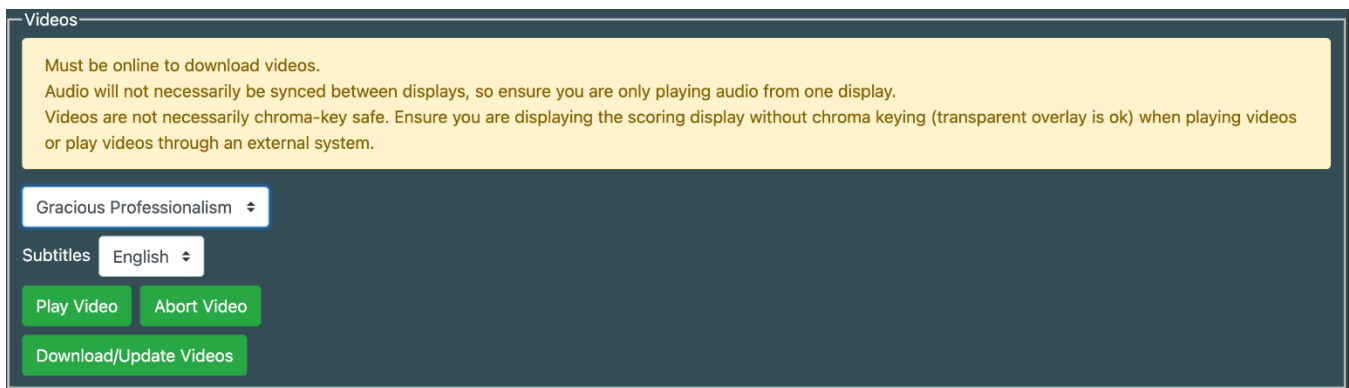 Videos
Must be online to download videos.
Audio will not necessarily be synced between displays, so ensure you are only playing audio from one display.
Videos are not necessarily chroma-key safe. Ensure you are displaying the scoring display without chroma keying (transparent overlay is ok) when playing videos
or play videos through an external system.
Gracious Professionalism
Subtitles English
Play Video Abort Video
Download/Update Videos